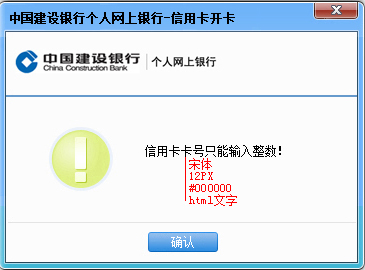 中国建设银行个人网上银行-信用卡开卡
中国建设银行 个人网上银行
China Construction Bank
信用卡卡号只能输入整数!
宋体
12PX
#000000
html文字
确认